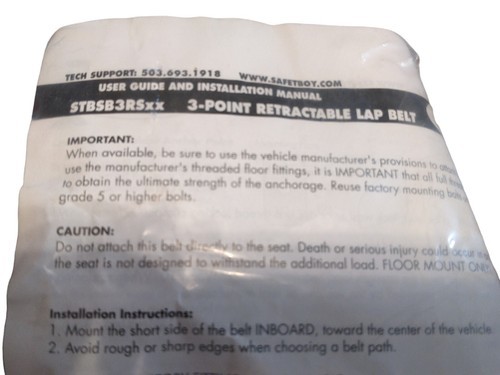 TECH SUPPORT: 503.693.1918 WWW.SAFETBOY.COM
USER GUIDE AND INSTALLATION MANUAL
STBSB3RSxx 3-POINT RETRACTABLE LAP BELT
IMPORTANT:
When available, be sure to use the vehicle manufacturer's provisions to
use the manufacturer's threaded floor fittings, it is IMPORTANT that all full
to obtain the ultimate strength of the anchorage. Reuse factory mounting bolts
grade 5 or higher bolts.
CAUTION:
Do not attach this belt directly to the seat. Death or serious injury could occur
the seat is not designed to withstand the additional load. FLOOR MOUNT ONLY
Installation Instructions:
1. Mount the short side of the belt INBOARD, toward the center of the vehicle.
2. Avoid rough or sharp edges when choosing a belt path.